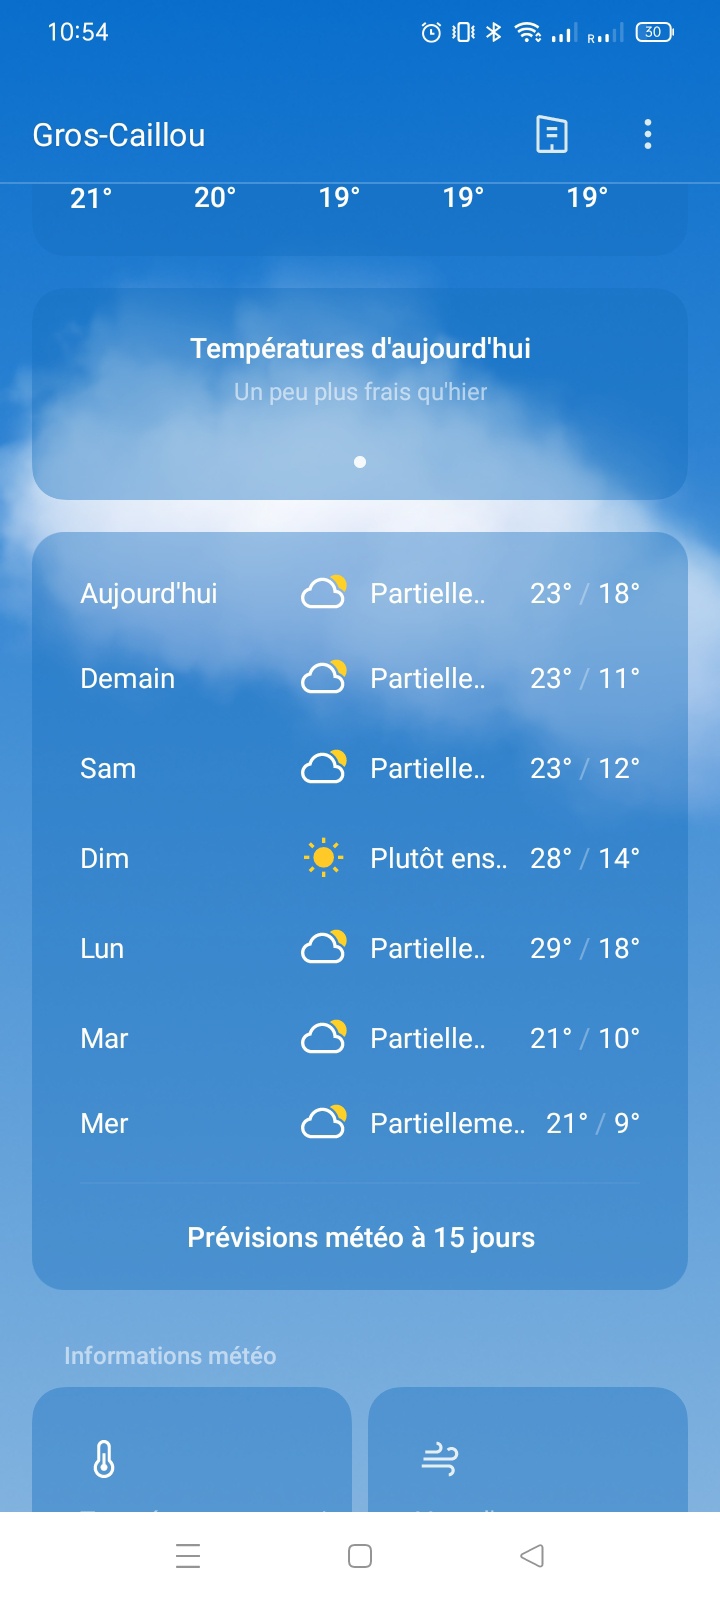 10:54
R 30
Gros-Caillou
21° 20° 19° 19° 19°
Températures d'aujourd'hui
Un peu plus frais qu'hier
Aujourd'hui Partielle.. 23° / 18°
Demain Partielle.. 23° / 11°
Sam Partielle.. 23° / 12°
Dim Plutôt ens.. 28° / 14°
Lun Partielle.. 29° / 18°
Mar Partielle.. 21° / 10°
Mer Partielleme.. 21° / 9°
Prévisions météo à 15 jours
Informations météo